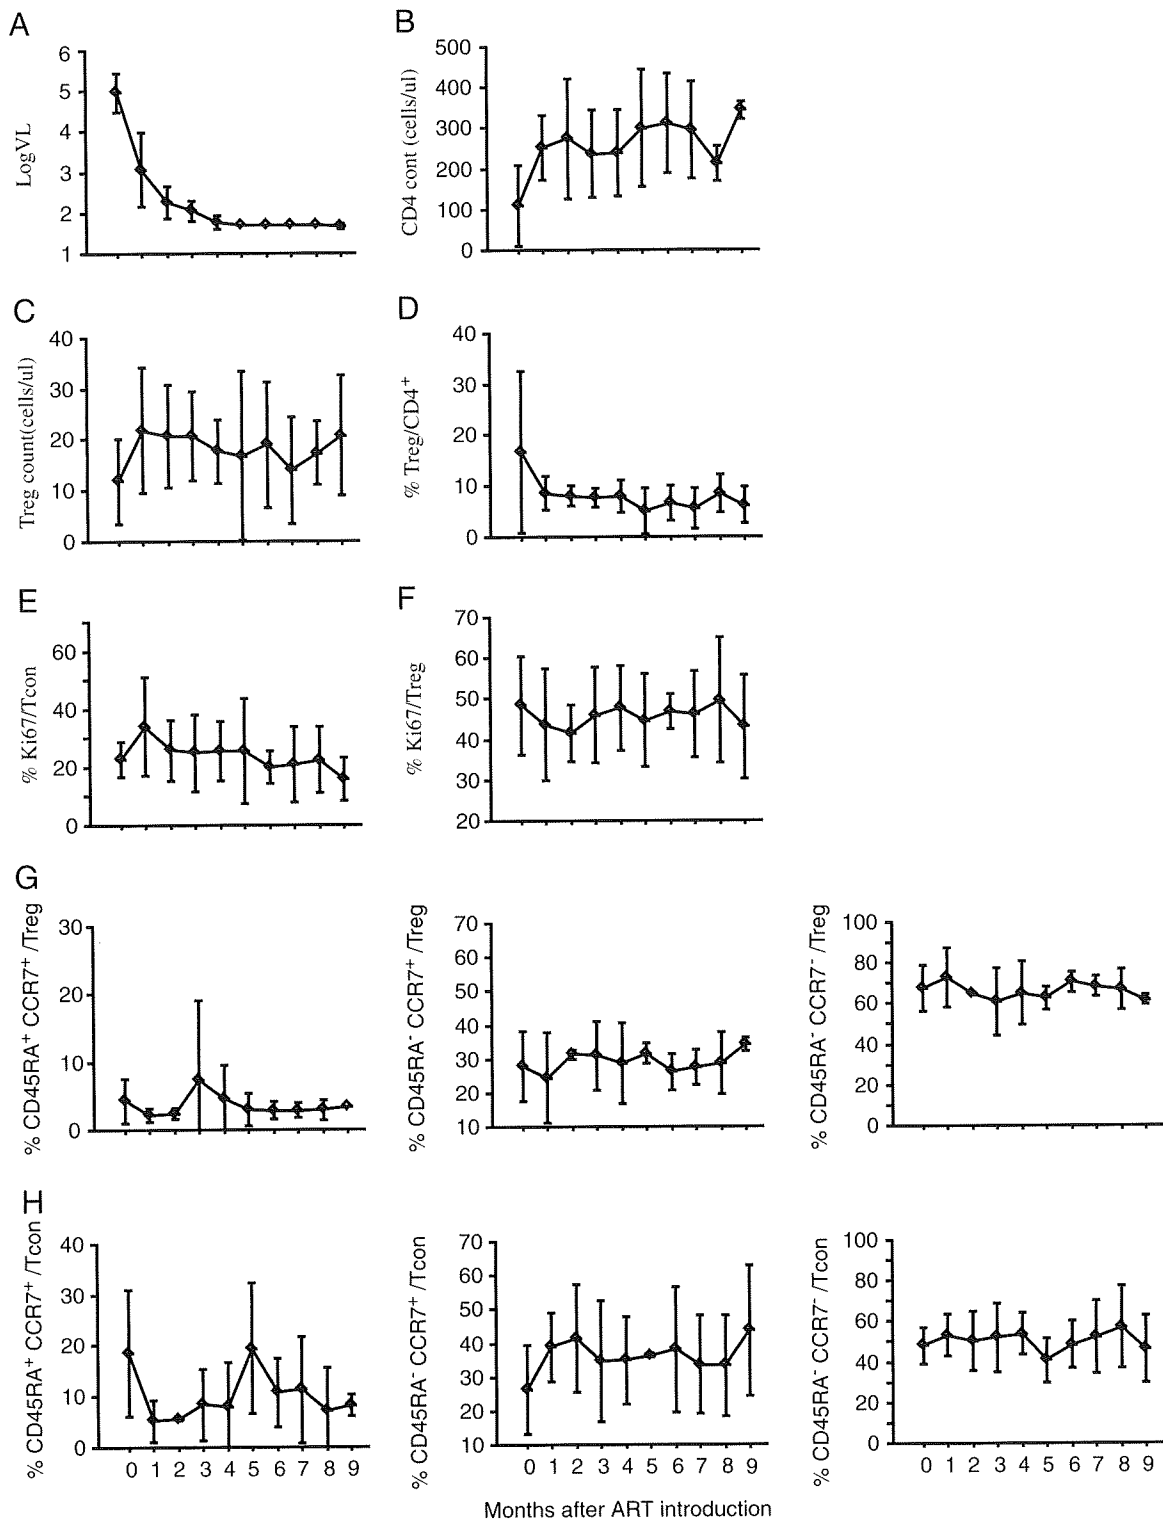 A
LogVL
6
5
4
3
2
1
B
CD4 cont (cells/ul)
500
400
300
200
100
0
C
Treg count(cells/ul)
40
30
20
10
0
D
% Treg/CD4⁺
40
30
20
10
0
E
% Ki67/Tcon
60
40
20
0
F
% Ki67/Treg
70
60
50
40
30
20
G
% CD45RA⁺ CCR7⁺ /Treg
30
20
10
0
% CD45RA⁻ CCR7⁺ /Treg
70
60
50
40
30
20
10
% CD45RA⁻ CCR7⁻ /Treg
100
80
60
40
20
0
H
% CD45RA⁺ CCR7⁺ /Tcon
40
30
20
10
0
0 1 2 3 4 5 6 7 8 9
% CD45RA⁻ CCR7⁺ /Tcon
70
60
50
40
30
20
10
0 1 2 3 4 5 6 7 8 9
% CD45RA⁻ CCR7⁻ /Tcon
100
80
60
40
20
0
0 1 2 3 4 5 6 7 8 9
Months after ART introduction